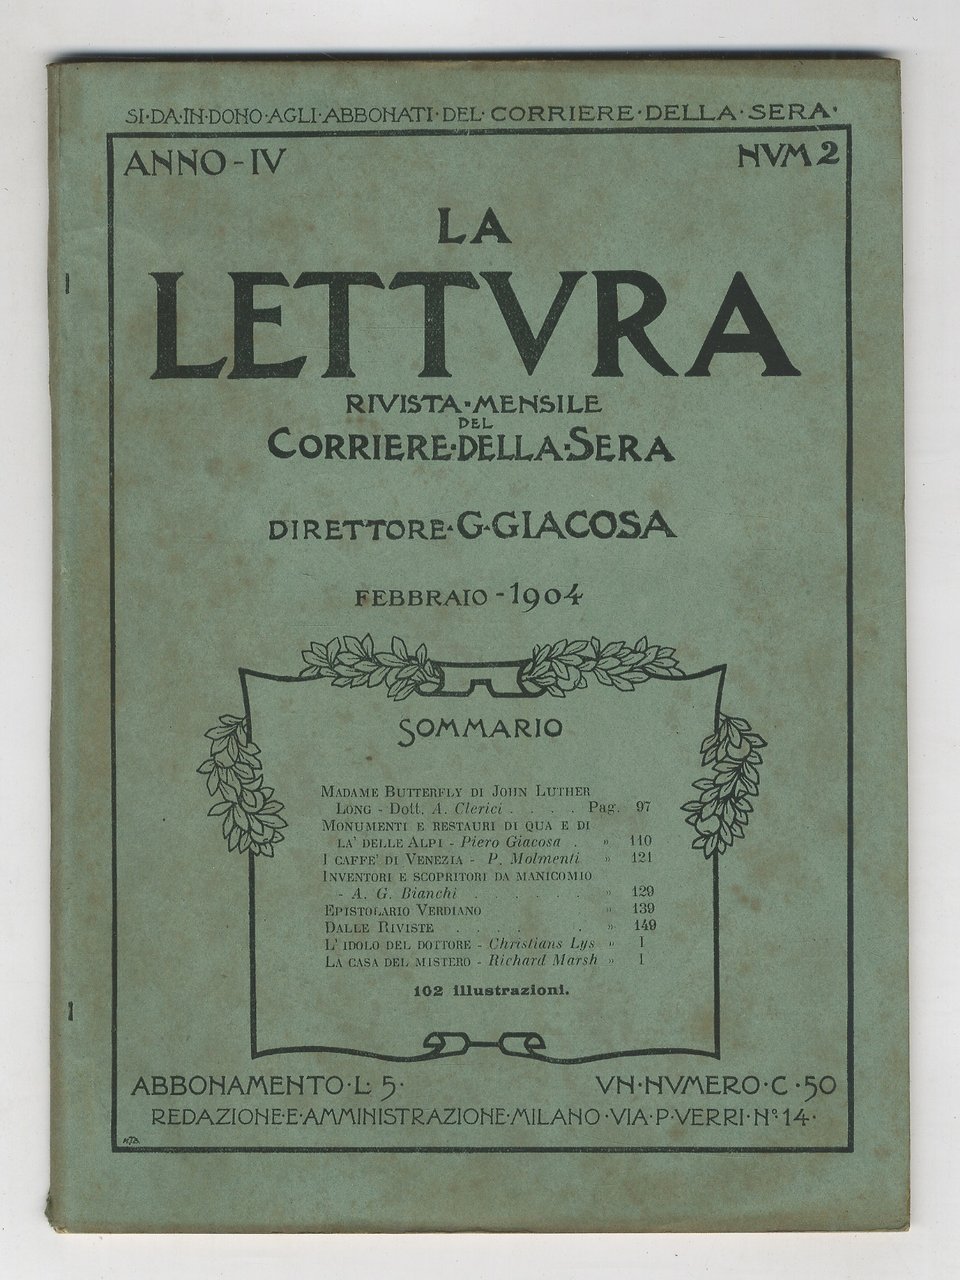 SI·DA·IN·DONO·AGLI·ABBONATI·DEL·CORRIERE·DELLA·SERA·
ANNO-IV
NVM 2
LA
LETTVRA
RIVISTA·MENSILE
DEL
CORRIERE·DELLA·SERA
DIRETTORE·G·GIACOSA
FEBBRAIO-1904
SOMMARIO
MADAME BUTTERFLY DI JOHN LUTHER
LONG - Dott. A. Clerici . . . Pag. 97
MONUMENTI E RESTAURI DI QUA E DI
LA' DELLE ALPI - Piero Giacosa . » 110
I CAFFE' DI VENEZIA - P. Molmenti » 121
INVENTORI E SCOPRITORI DA MANICOMIO
- A. G. Bianchi . . . . . » 129
EPISTOLARIO VERDIANO . . . » 139
DALLE RIVISTE . . . . . » 149
L'IDOLO DEL DOTTORE - Christians Lys » 1
LA CASA DEL MISTERO - Richard Marsh » 1
102 illustrazioni.
ABBONAMENTO·L·5·
VN·NVMERO·C·50
REDAZIONE·E·AMMINISTRAZIONE·MILANO·VIA·P·VERRI·Nº·14·